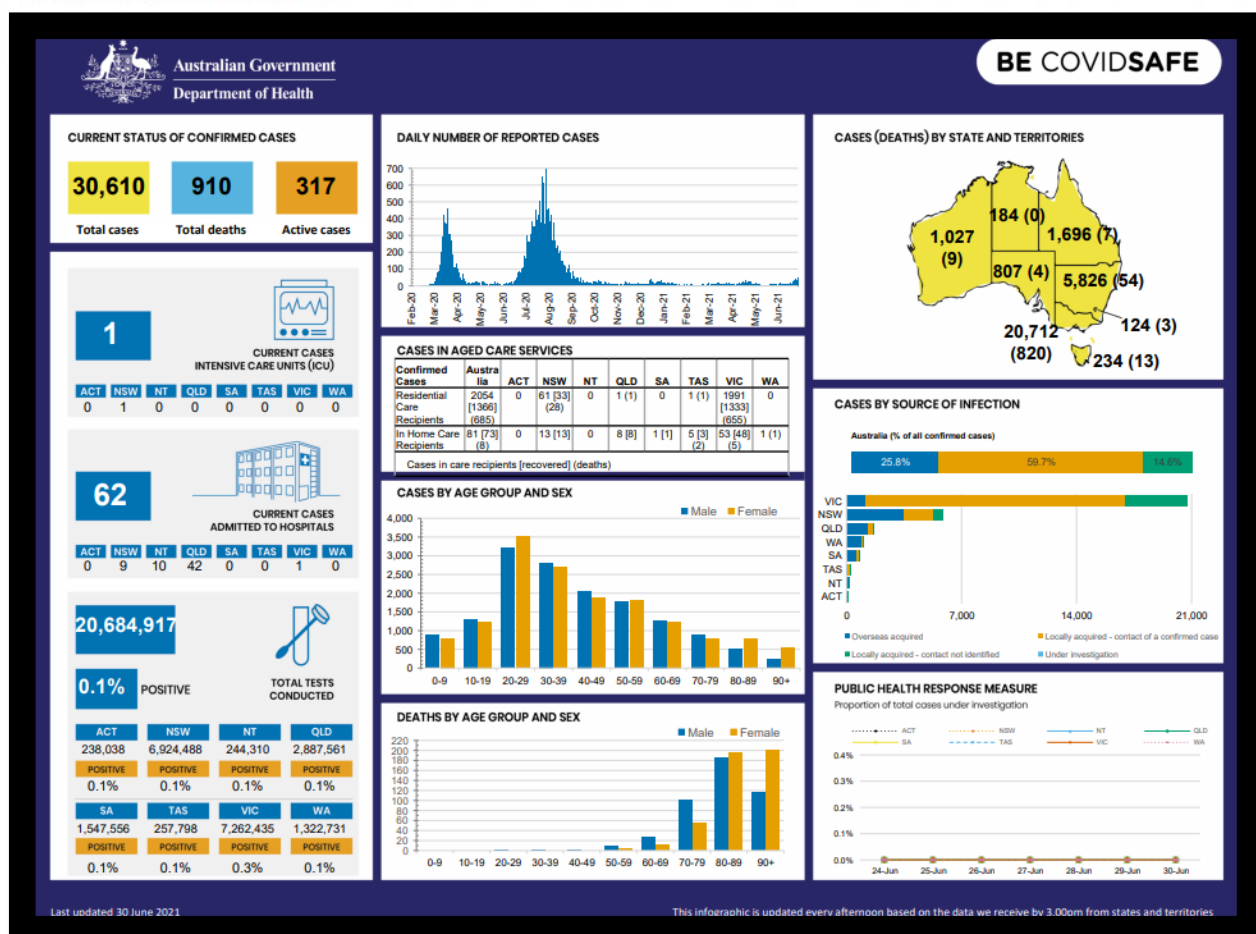 Australian Government
Department of Health
BE COVIDSAFE
CURRENT STATUS OF CONFIRMED CASES
30,610 910 317
Total cases Total deaths Active cases
1
CURRENT CASES
INTENSIVE CARE UNITS (ICU)
ACT NSW NT QLD SA TAS VIC WA
0 1 0 0 0 0 0 0
62
CURRENT CASES
ADMITTED TO HOSPITALS
ACT NSW NT QLD SA TAS VIC WA
0 9 10 42 0 0 1 0
20,684,917
0.1% POSITIVE
TOTAL TESTS
CONDUCTED
ACT NSW NT QLD
238,038 6,924,488 244,310 2,887,561
POSITIVE POSITIVE POSITIVE POSITIVE
0.1% 0.1% 0.1% 0.1%
SA TAS VIC WA
1,547,556 257,798 7,262,435 1,322,731
POSITIVE POSITIVE POSITIVE POSITIVE
0.1% 0.1% 0.3% 0.1%
DAILY NUMBER OF REPORTED CASES
700
600
500
400
300
200
100
0
Feb-20 Mar-20 Apr-20 May-20 Jun-20 Jul-20 Aug-20 Sep-20 Oct-20 Nov-20 Dec-20 Jan-21 Feb-21 Mar-21 Apr-21 May-21 Jun-21
CASES IN AGED CARE SERVICES
Confirmed Austra
Cases lia ACT NSW NT QLD SA TAS VIC WA
Residential 2054 0 61 [33] 0 1 (1) 0 1 (1) 1991 0
Care [1366] (28) [1333]
Recipients (685) (655)
In Home Care 81 [73] 0 13 [13] 0 8 [8] 1 [1] 5 [3] 53 [48] 1 (1)
Recipients (8) (2) (5)
Cases in care recipients [recovered] (deaths)
CASES BY AGE GROUP AND SEX
Male Female
4,000
3,500
3,000
2,500
2,000
1,500
1,000
500
0
0-9 10-19 20-29 30-39 40-49 50-59 60-69 70-79 80-89 90+
DEATHS BY AGE GROUP AND SEX
Male Female
220
200
180
160
140
120
100
80
60
40
20
0
0-9 10-19 20-29 30-39 40-49 50-59 60-69 70-79 80-89 90+
CASES (DEATHS) BY STATE AND TERRITORIES
184 (0)
1,027 1,696 (7)
(9)
807 (4) 5,826 (54)
20,712 124 (3)
(820) 234 (13)
CASES BY SOURCE OF INFECTION
Australia (% of all confirmed cases)
25.8% 59.7% 14.6%
VIC
NSW
QLD
WA
SA
TAS
NT
ACT
0 7,000 14,000 21,000
Overseas acquired Locally acquired - contact of a confirmed case
Locally acquired - contact not identified Under investigation
PUBLIC HEALTH RESPONSE MEASURE
Proportion of total cases under investigation
ACT NSW NT QLD
SA TAS VIC WA
0.4%
0.3%
0.2%
0.1%
0.0%
24-Jun 25-Jun 26-Jun 27-Jun 28-Jun 29-Jun 30-Jun
Last updated 30 June 2021
This infographic is updated every afternoon based on the data we receive by 3.00pm from states and territories